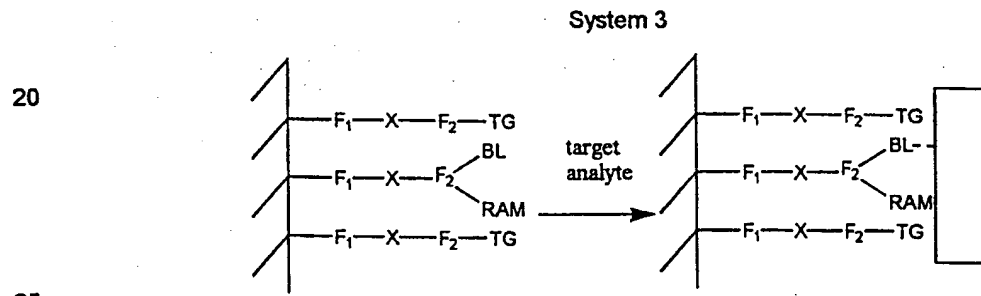 System 3
20
F₁—X—F₂—TG
BL
F₁—X—F₂
RAM
F₁—X—F₂—TG
target
analyte
F₁—X—F₂—TG
BL
F₁—X—F₂
RAM
F₁—X—F₂—TG